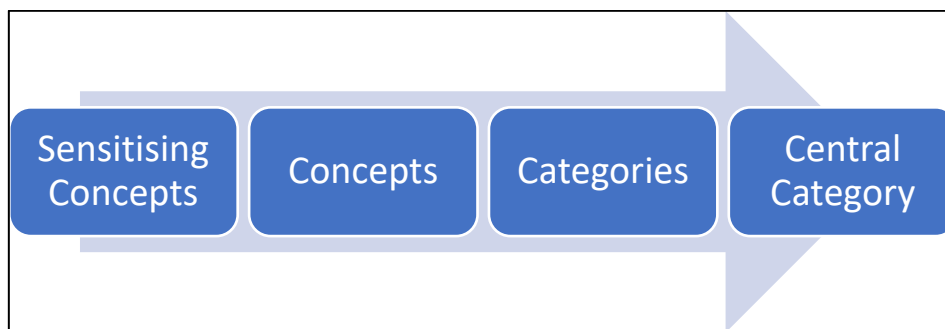 Sensitising
Concepts
Concepts
Categories
Central
Category